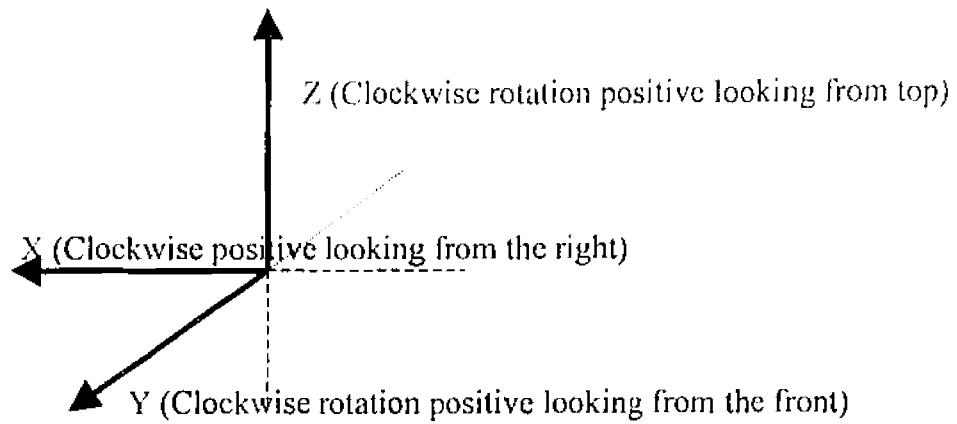 Z (Clockwise rotation positive looking from top)
X (Clockwise positive looking from the right)
Y (Clockwise rotation positive looking from the front)